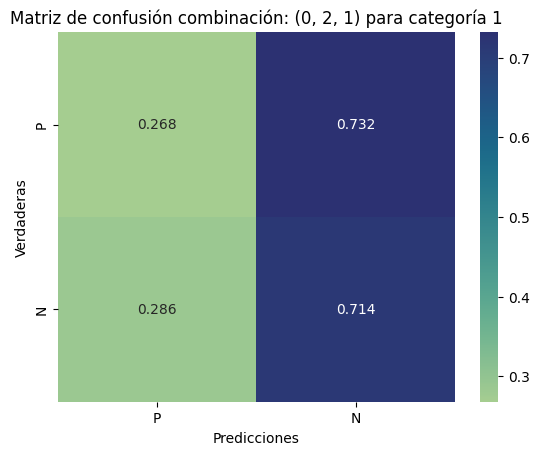 Matriz de confusión combinación: (0, 2, 1) para categoría 1
P
0.268
0.732
N
0.286
0.714
Verdaderas
P
N
Predicciones
0.7
0.6
0.5
0.4
0.3